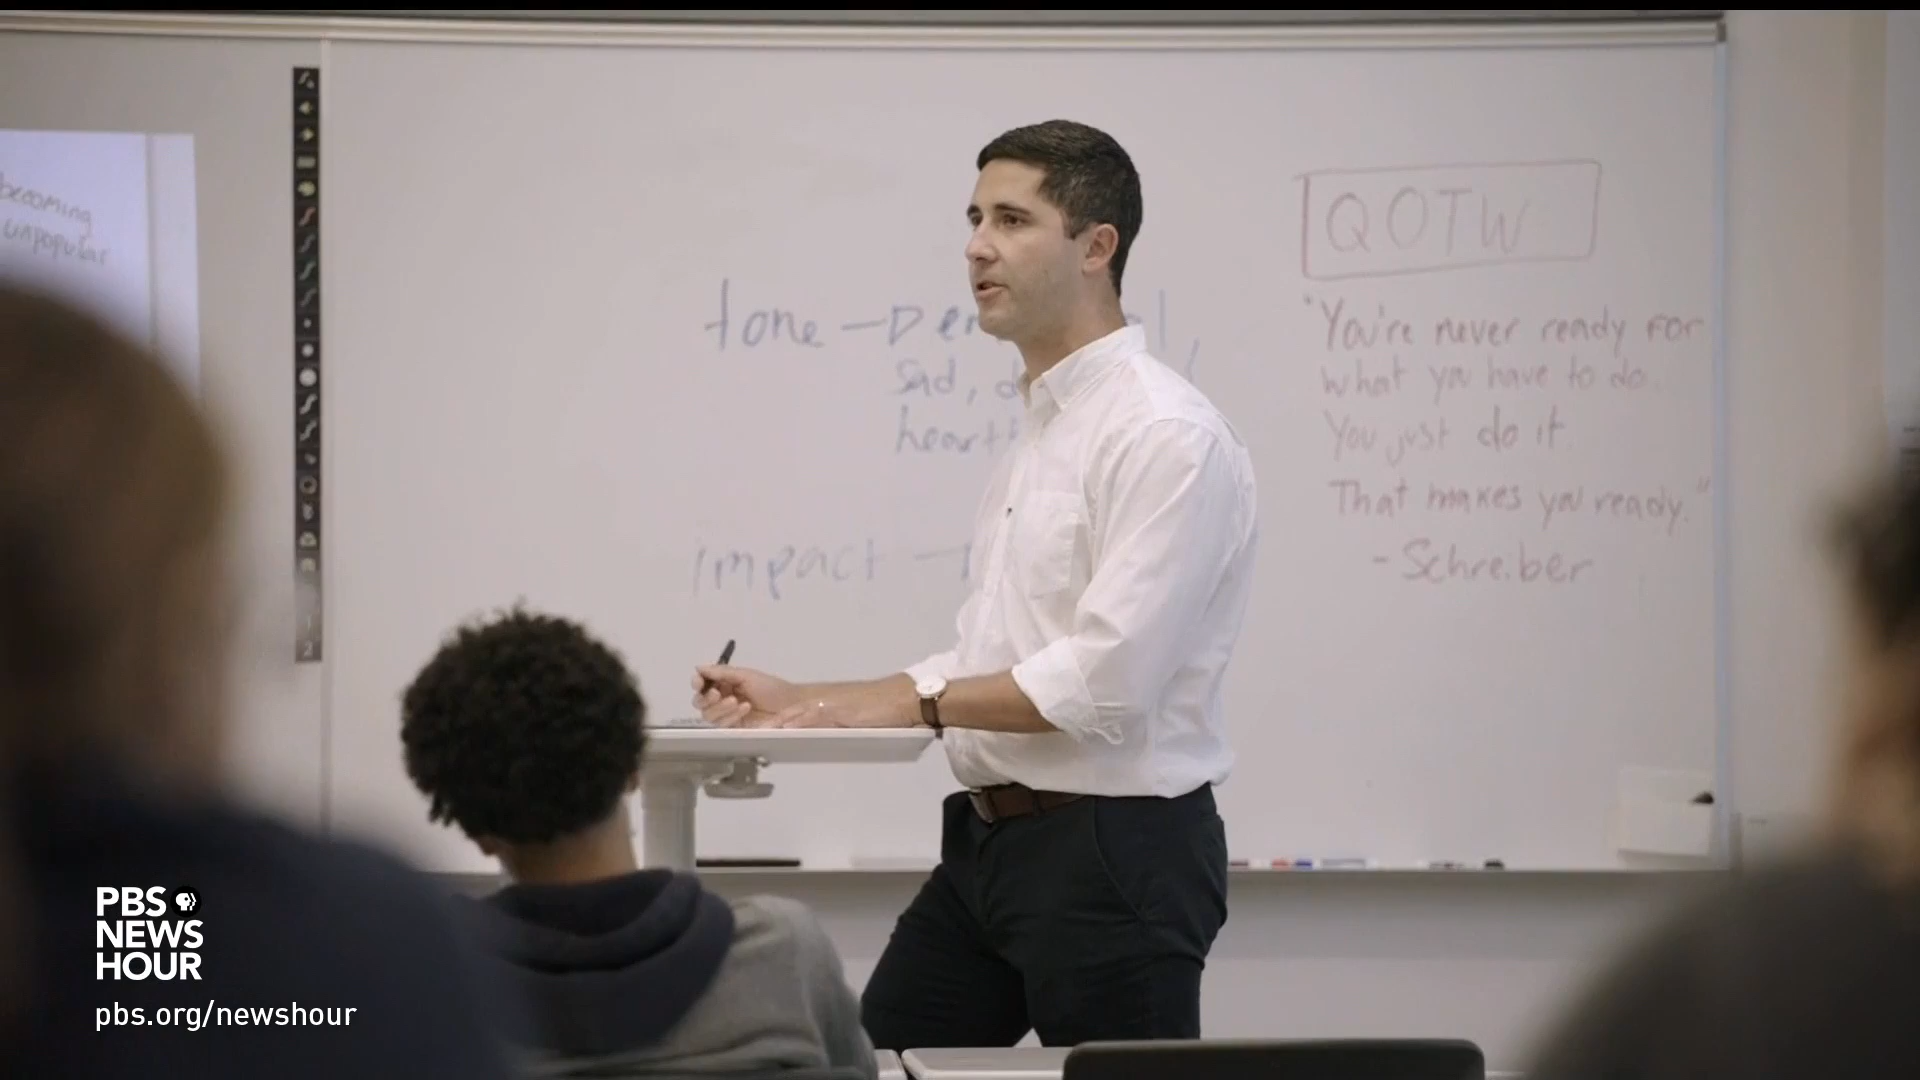 becoming
unpopular
tone
sad,
impact
QOTW
"You're never ready for
what you have to do.
You just do it.
That makes you ready."
-Schreiber
2
PBS
NEWS
HOUR
pbs.org/newshour